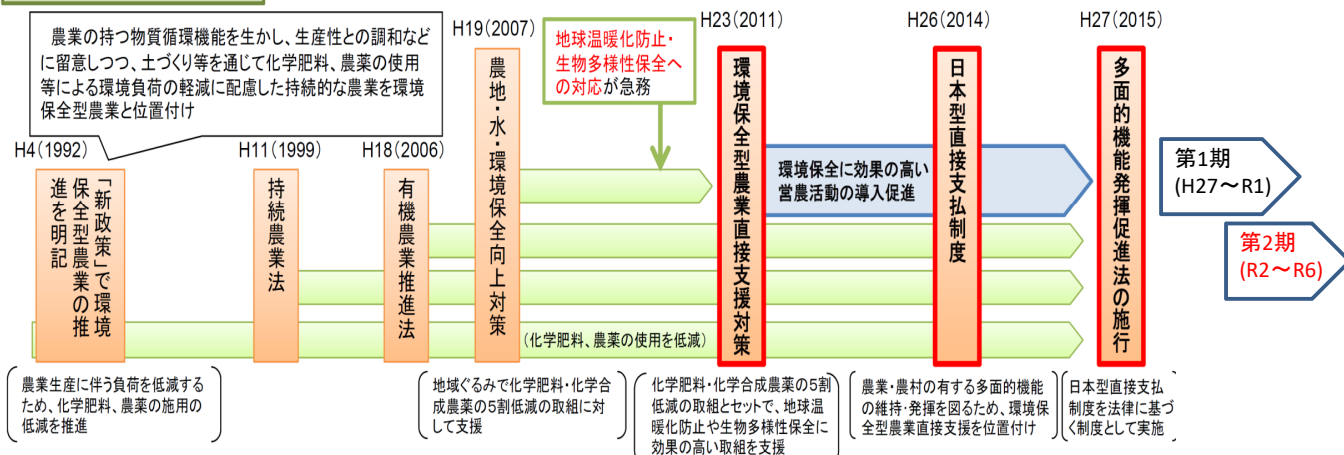 農業の持つ物質循環機能を生かし、生産性との調和など
に留意しつつ、土づくり等を通じて化学肥料、農薬の使用
等による環境負荷の軽減に配慮した持続的な農業を環境
保全型農業と位置付け
H4(1992)
「新政策」で環境
保全型農業の推
進を明記
農業生産に伴う負荷を低減する
ため、化学肥料、農薬の施用の
低減を推進
H11(1999)
持続農業法
H18(2006)
有機農業推進法
H19(2007)
農地・水・環境保全向上対策
地域ぐるみで化学肥料・化学合
成農薬の5割低減の取組に対
して支援
地球温暖化防止・
生物多様性保全へ
の対応が急務
(化学肥料、農薬の使用を低減)
H23(2011)
環境保全型農業直接支援対策
化学肥料・化学合成農薬の5割
低減の取組とセットで、地球温
暖化防止や生物多様性保全に
効果の高い取組を支援
環境保全に効果の高い
営農活動の導入促進
H26(2014)
日本型直接支払制度
農業・農村の有する多面的機能
の維持・発揮を図るため、環境保
全型農業直接支援を位置付け
H27(2015)
多面的機能発揮促進法の施行
日本型直接支払
制度を法律に基づ
く制度として実施
第1期
(H27～R1)
第2期
(R2～R6)